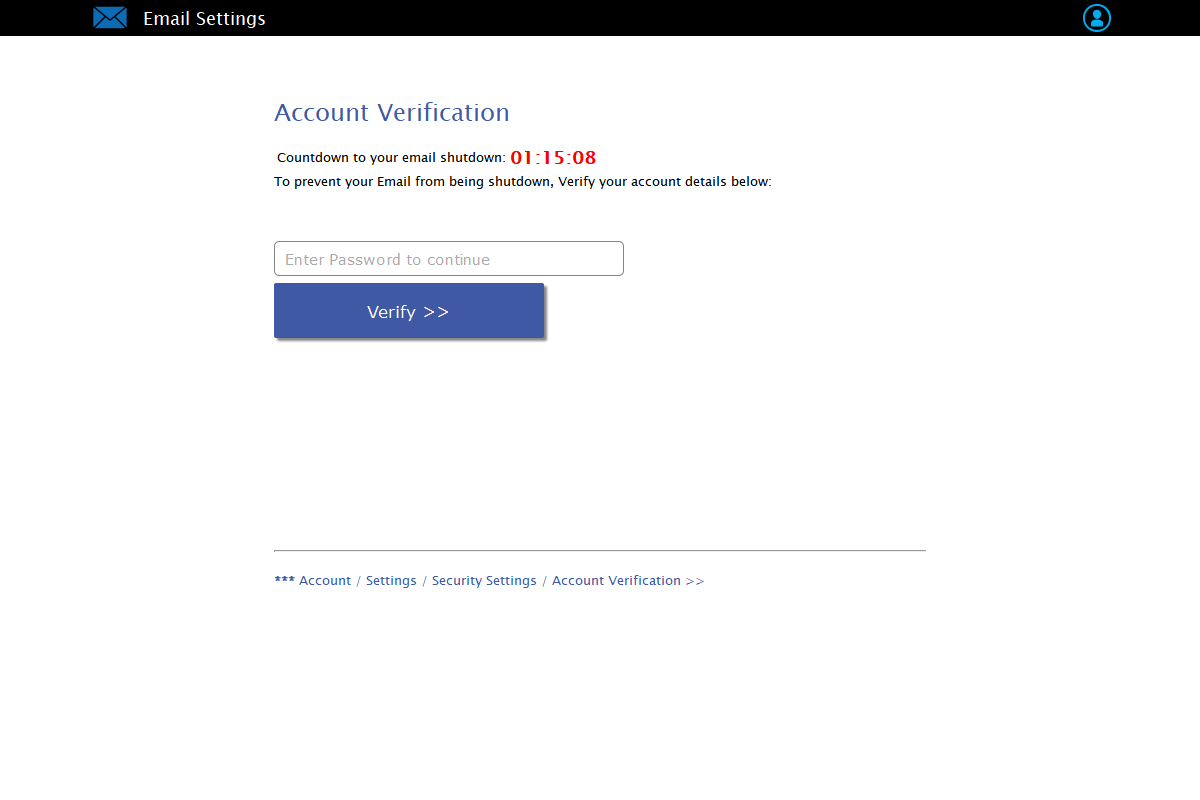 Email Settings
Account Verification
Countdown to your email shutdown: 01:15:08
To prevent your Email from being shutdown, Verify your account details below:
Enter Password to continue
Verify >>
*** Account / Settings / Security Settings / Account Verification >>